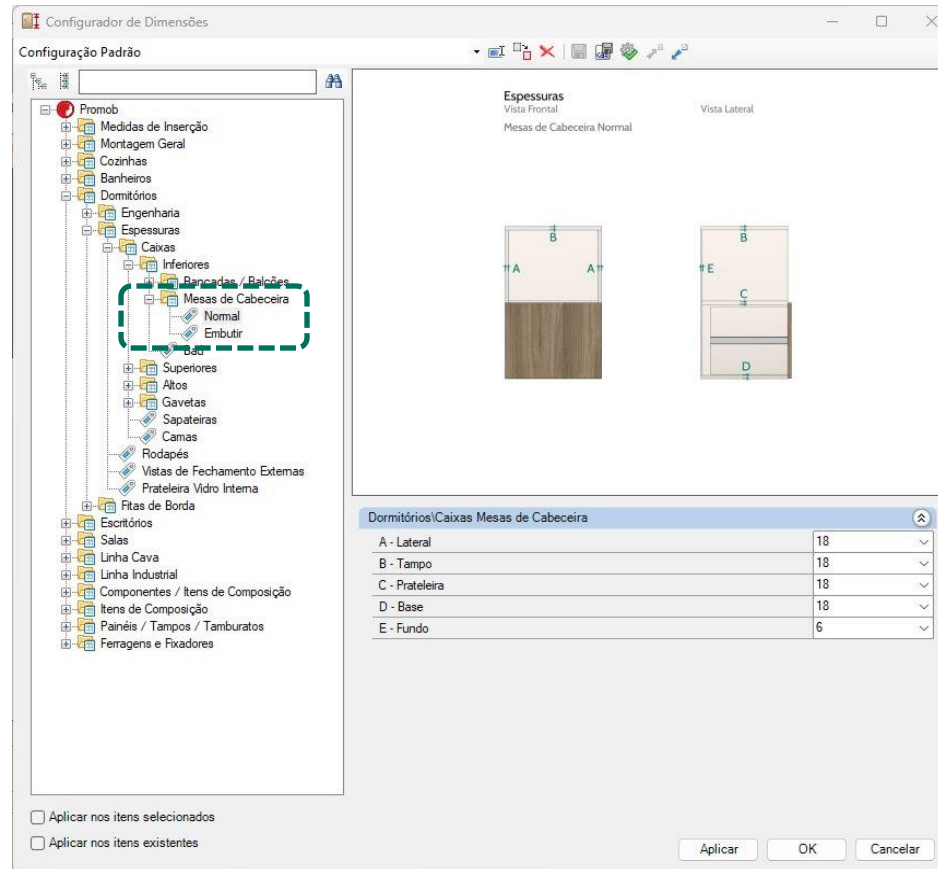 Configurador de Dimensões
Configuração Padrão
Promob
Medidas de Inserção
Montagem Geral
Cozinhas
Banheiros
Dormitórios
Engenharia
Espessuras
Caixas
Inferiores
Bancadas / Balcões
Mesas de Cabeceira
Normal
Embutir
Baú
Superiores
Altos
Gavetas
Sapateiras
Camas
Rodapés
Vistas de Fechamento Externas
Prateleira Vidro Interna
Fitas de Borda
Escritórios
Salas
Linha Cava
Linha Industrial
Componentes / Itens de Composição
Itens de Composição
Painéis / Tampos / Tamburatos
Ferragens e Fixadores
Aplicar nos itens selecionados
Aplicar nos itens existentes
Espessuras
Vista Frontal Vista Lateral
Mesas de Cabeceira Normal
B B
A A E
C
D
Dormitórios\Caixas Mesas de Cabeceira
A - Lateral 18
B - Tampo 18
C - Prateleira 18
D - Base 18
E - Fundo 6
Aplicar OK Cancelar